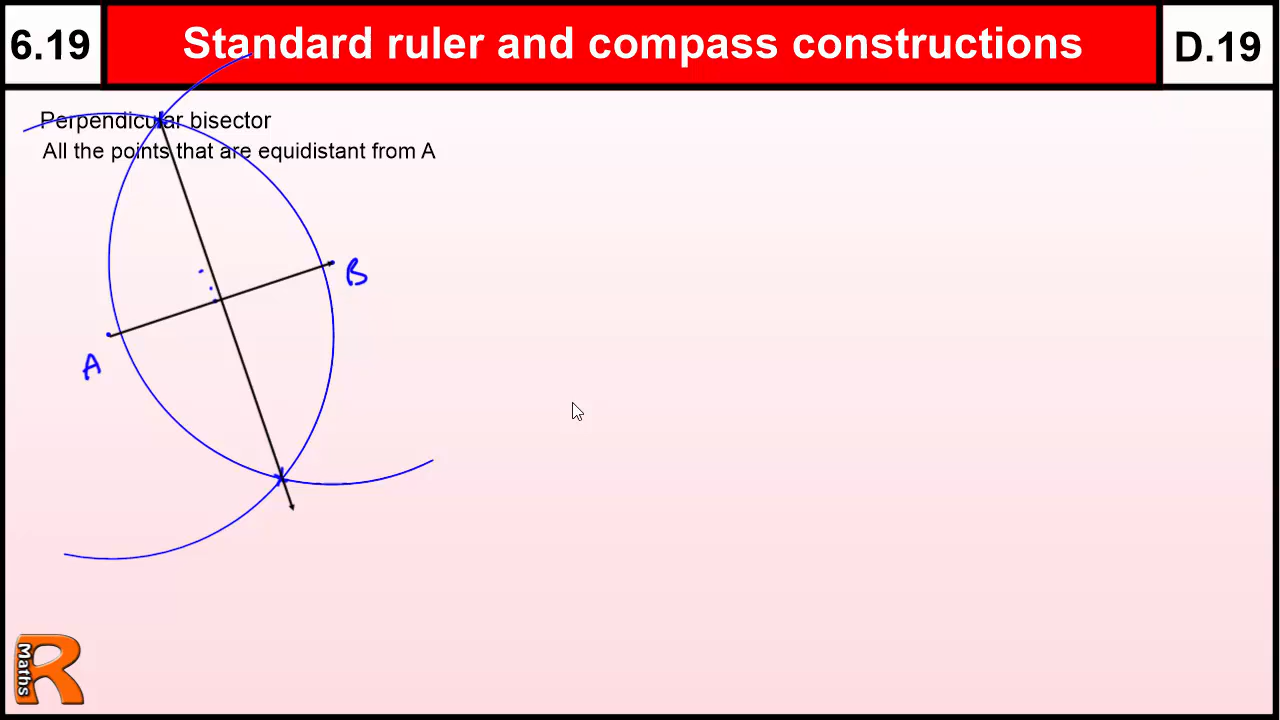 6.19
Standard ruler and compass constructions
D.19
Perpendicular bisector
All the points that are equidistant from A
B
A
R
Maths